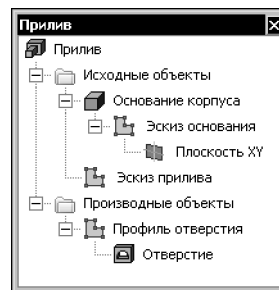 Прилив
Прилив
Исходные объекты
Основание корпуса
Эскиз основания
Плоскость XY
Эскиз прилива
Производные объекты
Профиль отверстия
Отверстие